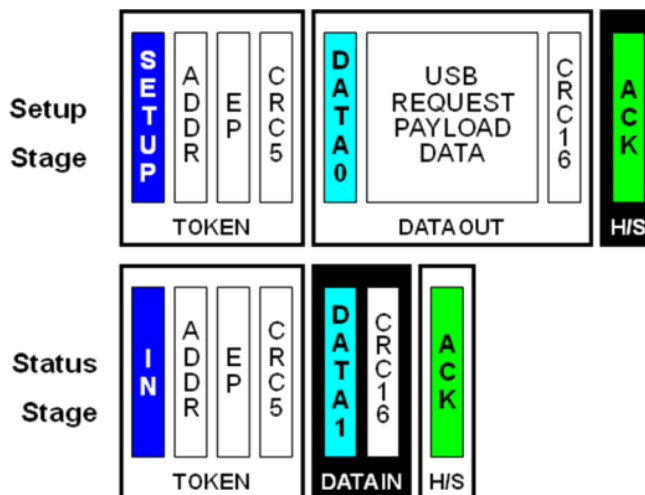 Setup
Stage
SETUP
ADDR
EP
CRC5
TOKEN
DATA0
USB
REQUEST
PAYLOAD
DATA
CRC16
DATA OUT
ACK
H/S
Status
Stage
IN
ADDR
EP
CRC5
TOKEN
DATA1
CRC16
DATA IN
ACK
H/S